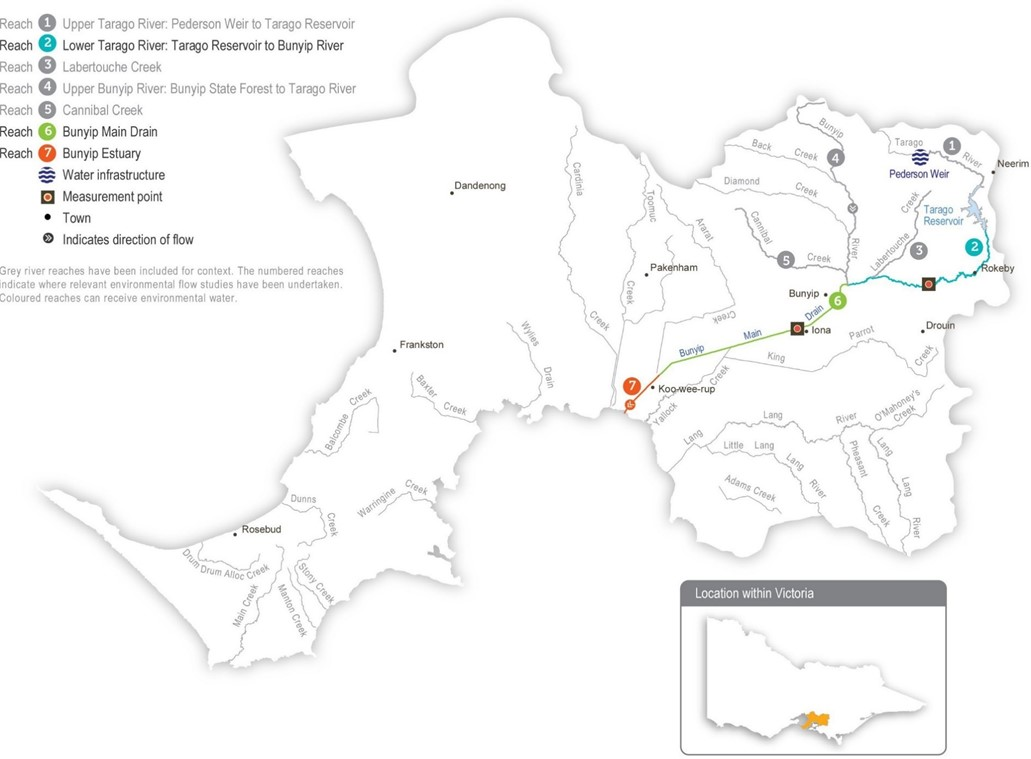 Reach 1 Upper Tarago River: Pederson Weir to Tarago Reservoir
Reach 2 Lower Tarago River: Tarago Reservoir to Bunyip River
Reach 3 Labertouche Creek
Reach 4 Upper Bunyip River: Bunyip State Forest to Tarago River
Reach 5 Cannibal Creek
Reach 6 Bunyip Main Drain
Reach 7 Bunyip Estuary
Water infrastructure
Measurement point
Town
Indicates direction of flow
Grey river reaches have been included for context. The numbered reaches
indicate where relevant environmental flow studies have been undertaken.
Coloured reaches can receive environmental water.
Bunyip
River
4
Back Creek
Diamond Creek
Cannibal Creek
5
Tarago River
1
Pederson Weir
Neerim
Tarago
Reservoir
Labertouche Creek
3
2
Rokeby
Cardinia
Creek
Toomuc
Creek
Ararat
Creek
Dandenong
Pakenham
Bunyip
6
Bunyip Main Drain
Iona
Drouin
King Parrot Creek
Frankston
Wylies
Drain
7
Koo-wee-rup
Yallock Creek
Baxter Creek
Balcombe Creek
Lang Lang River
O'Mahoney's
Creek
Little Lang Lang River
Adams Creek
Pheasant
Creek
Lang
Lang
River
Warringine Creek
Dunns
Creek
Rosebud
Drum Drum Alloc Creek
Main Creek
Manton Creek
Stony Creek
Location within Victoria